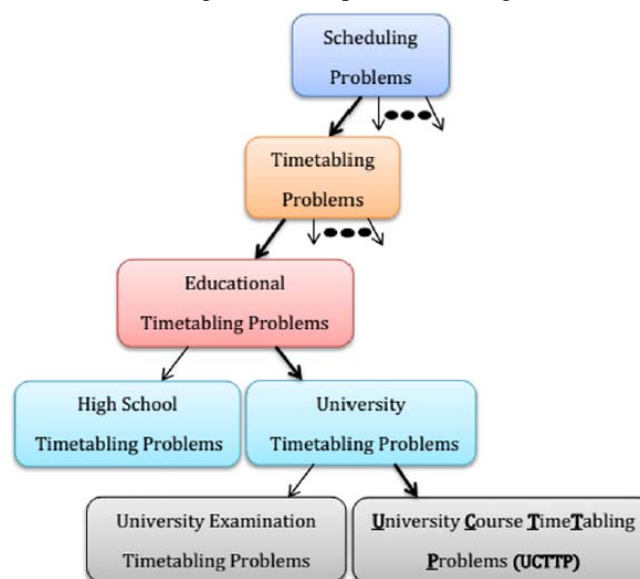 Scheduling
Problems
Timetabling
Problems
Educational
Timetabling Problems
High School
Timetabling Problems
University
Timetabling Problems
University Examination
Timetabling Problems
University Course TimeTabling
Problems (UCTTP)